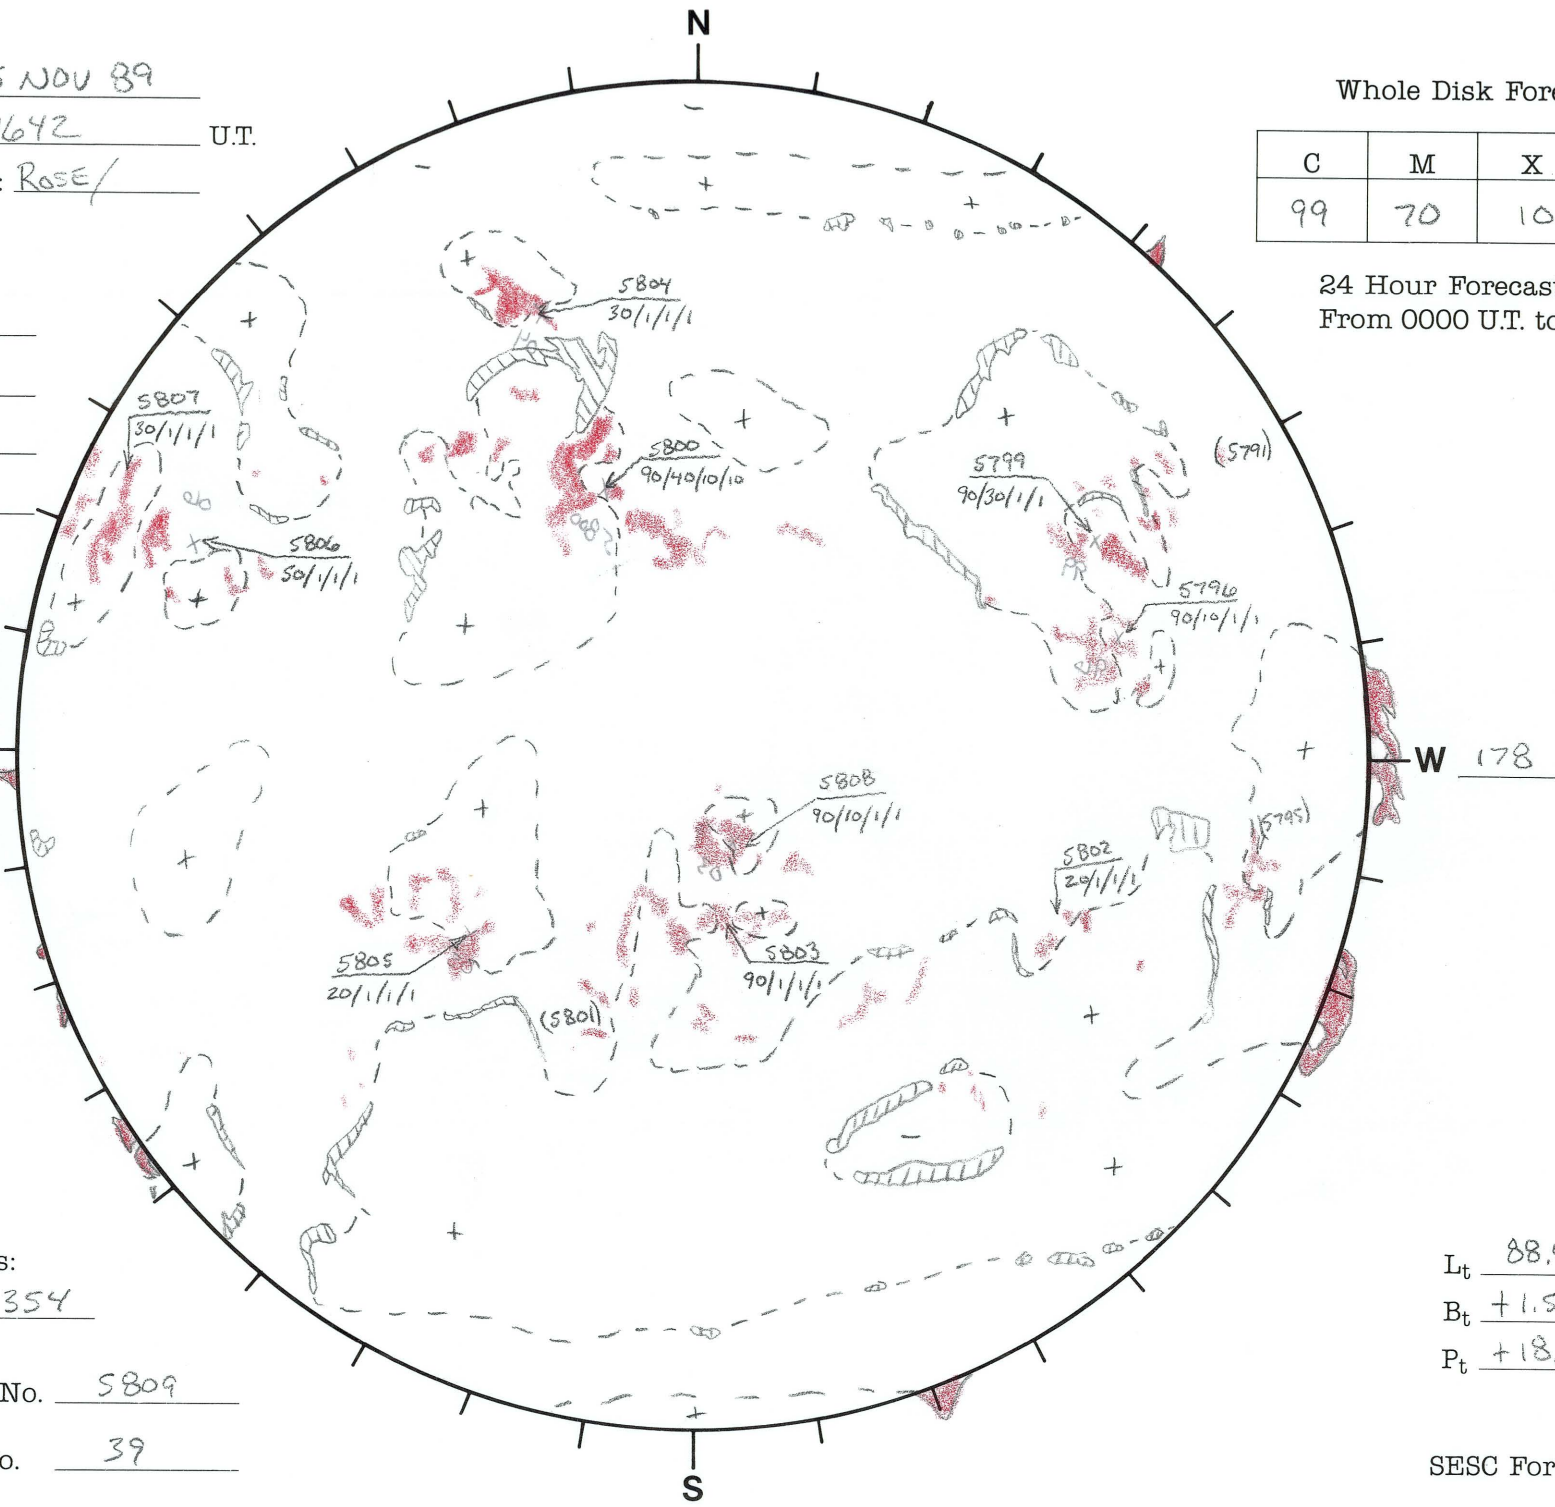 N
5 NOV 89
1642 U.T.
: ROSE/
Whole Disk Fore
C M X
99 70 10
24 Hour Forecas
From 0000 U.T. to
5804
30/1/1/1
5807
30/1/1/1
5800
90/40/10/10
5799
90/30/1/1
(5791)
5806
50/1/1/1
5796
90/10/1/1
W 178
5808
90/10/1/1
(5795)
5802
20/1/1/1
5805
20/1/1/1
5803
90/1/1/1
(5801)
s:
354
Lt 88.
Bt +1.5
Pt +18.
No. 5809
o. 39
SESC For
S